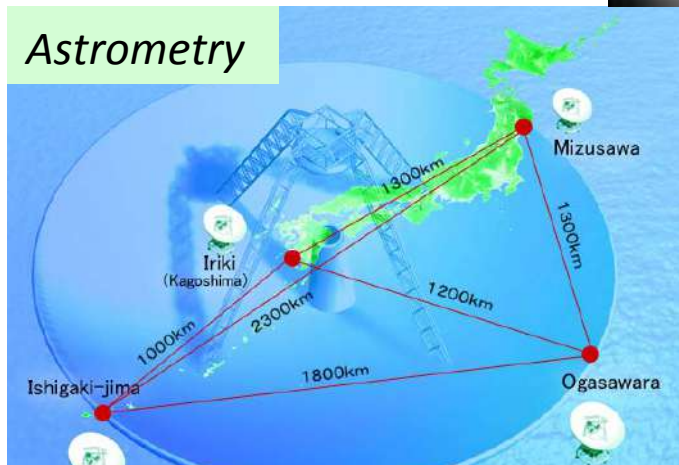 Astrometry
Mizusawa
1300km
1300km
Iriki
(Kagoshima)
1200km
2300km
1000km
1800km
Ishigaki-jima
Ogasawara